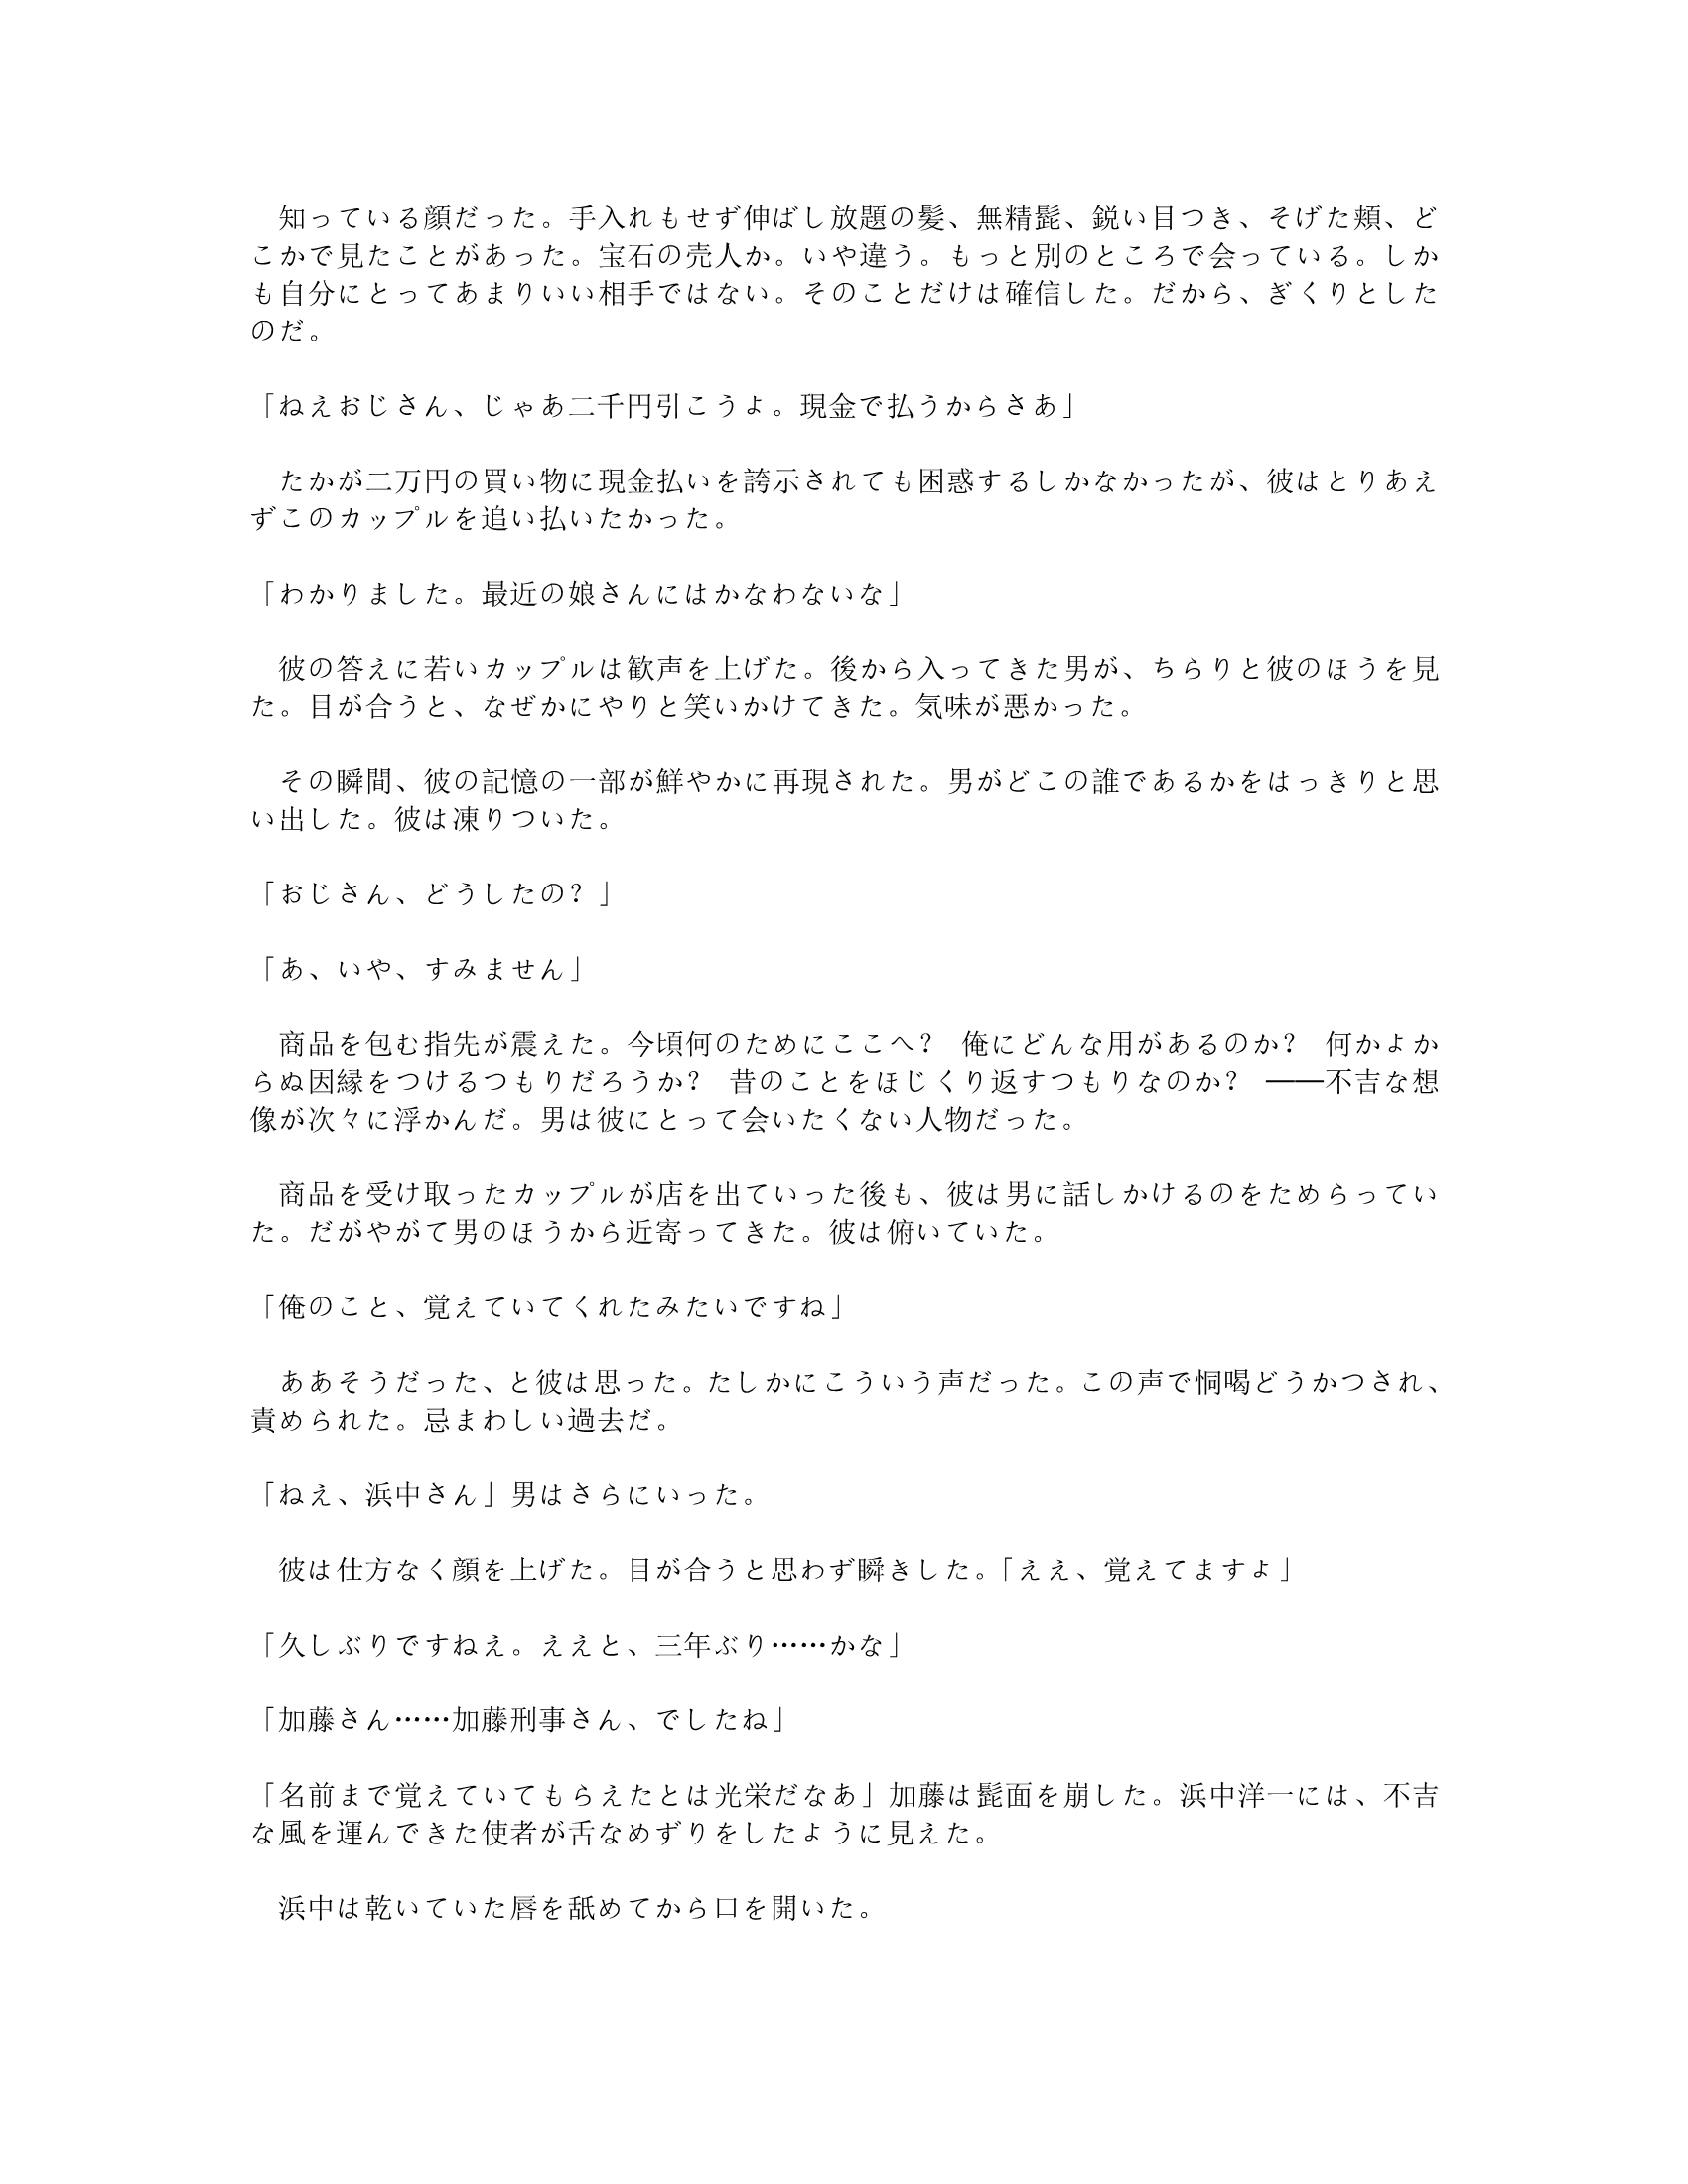 知っている顔だった。手入れもせず伸ばし放題の髪、無精髭、鋭い目つき、そげた頬、ど
こかで見たことがあった。宝石の売人か。いや違う。もっと別のところで会っている。しか
も自分にとってあまりいい相手ではない。そのことだけは確信した。だから、ぎくりとした
のだ。
「ねえおじさん、じゃあ二千円引こうよ。現金で払うからさあ」
　たかが二万円の買い物に現金払いを誇示されても困惑するしかなかったが、彼はとりあえ
ずこのカップルを追い払いたかった。
「わかりました。最近の娘さんにはかなわないな」
　彼の答えに若いカップルは歓声を上げた。後から入ってきた男が、ちらりと彼のほうを見
た。目が合うと、なぜかにやりと笑いかけてきた。気味が悪かった。
　その瞬間、彼の記憶の一部が鮮やかに再現された。男がどこの誰であるかをはっきりと思
い出した。彼は凍りついた。
「おじさん、どうしたの？」
「あ、いや、すみません」
　商品を包む指先が震えた。今頃何のためにここへ？　俺にどんな用があるのか？　何かよか
らぬ因縁をつけるつもりだろうか？　昔のことをほじくり返すつもりなのか？　――不吉な想
像が次々に浮かんだ。男は彼にとって会いたくない人物だった。
　商品を受け取ったカップルが店を出ていった後も、彼は男に話しかけるのをためらってい
た。だがやがて男のほうから近寄ってきた。彼は俯いていた。
「俺のこと、覚えていてくれたみたいですね」
　ああそうだった、と彼は思った。たしかにこういう声だった。この声で恫喝どうかつされ、
責められた。忌まわしい過去だ。
「ねえ、浜中さん」男はさらにいった。
　彼は仕方なく顔を上げた。目が合うと思わず瞬きした。「ええ、覚えてますよ」
「久しぶりですねえ。ええと、三年ぶり……かな」
「加藤さん……加藤刑事さん、でしたね」
「名前まで覚えていてもらえたとは光栄だなあ」加藤は髭面を崩した。浜中洋一には、不吉
な風を運んできた使者が舌なめずりをしたように見えた。
　浜中は乾いていた唇を舐めてから口を開いた。